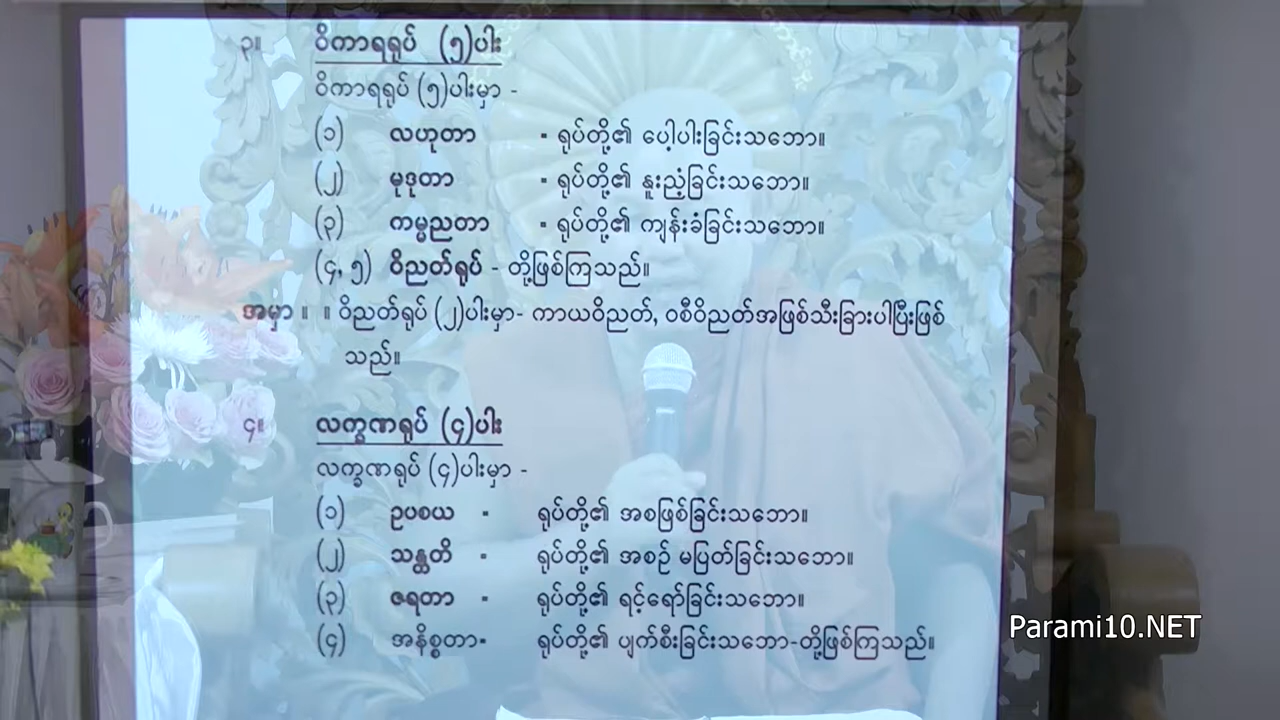 ၃။ ဝိကာရရုပ် (၅)ပါး
ဝိကာရရုပ် (၅)ပါးမှာ -
(၁) လဟုတာ - ရုပ်တို့၏ ပေါ့ပါးခြင်းသဘော။
(၂) မုဒုတာ - ရုပ်တို့၏ နူးညံ့ခြင်းသဘော။
(၃) ကမ္မညတာ - ရုပ်တို့၏ ကျန်းခံခြင်းသဘော။
(၄, ၅) ဝိညတ်ရုပ် - တို့ဖြစ်ကြသည်။
အမှာ ။ ။ ဝိညတ်ရုပ် (၂)ပါးမှာ- ကာယဝိညတ်, ဝစီဝိညတ်အဖြစ်သီးခြားပါပြီးဖြစ်
သည်။
၄။ လက္ခဏရုပ် (၄)ပါး
လက္ခဏရုပ် (၄)ပါးမှာ -
(၁) ဥပစယ - ရုပ်တို့၏ အစဖြစ်ခြင်းသဘော။
(၂) သန္တတိ - ရုပ်တို့၏ အစဉ် မပြတ်ခြင်းသဘော။
(၃) ဇရတာ - ရုပ်တို့၏ ရင့်ရော်ခြင်းသဘော။
(၄) အနိစ္စတာ- ရုပ်တို့၏ ပျက်စီးခြင်းသဘော-တို့ဖြစ်ကြသည်။
Parami10.NET